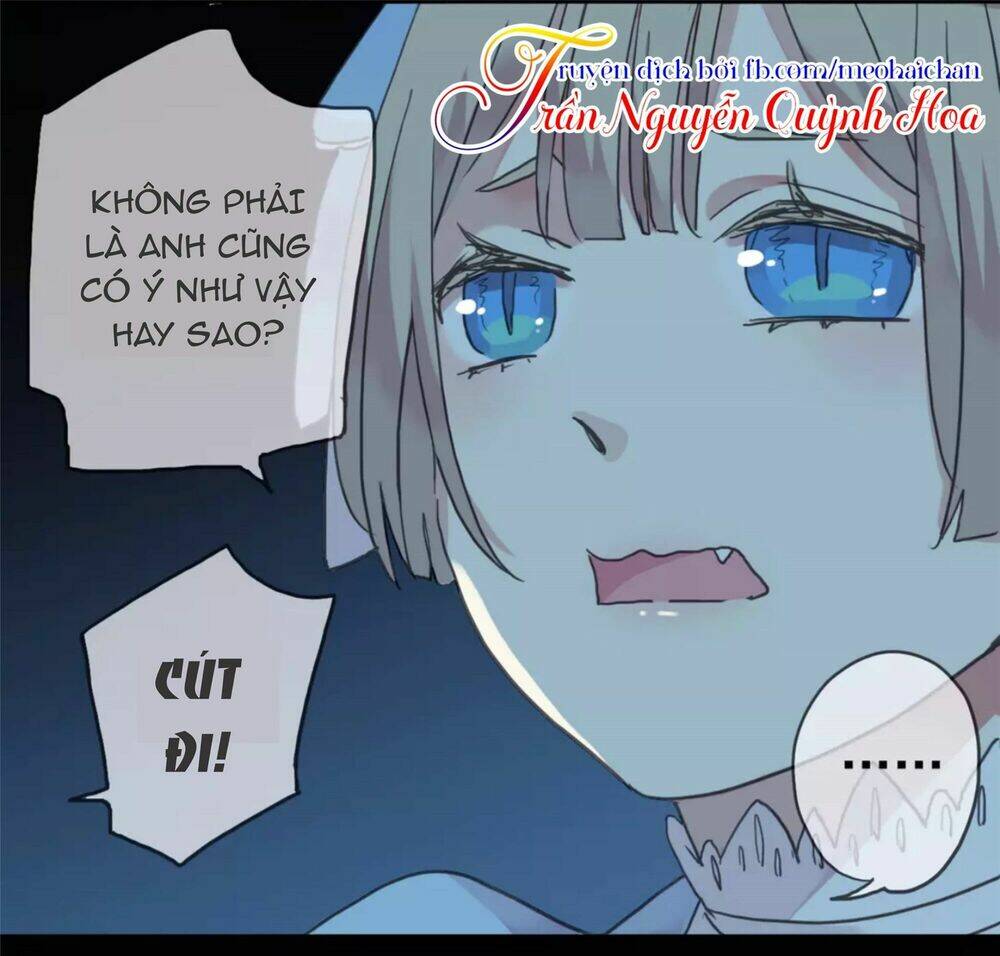 Truyện dịch bởi fb.com/meohaichan
Trần Nguyễn Quỳnh Hoa
KHÔNG PHẢI
LÀ ANH CŨNG
CÓ Ý NHƯ VẬY
HAY SAO?
CÚT
ĐI!
......